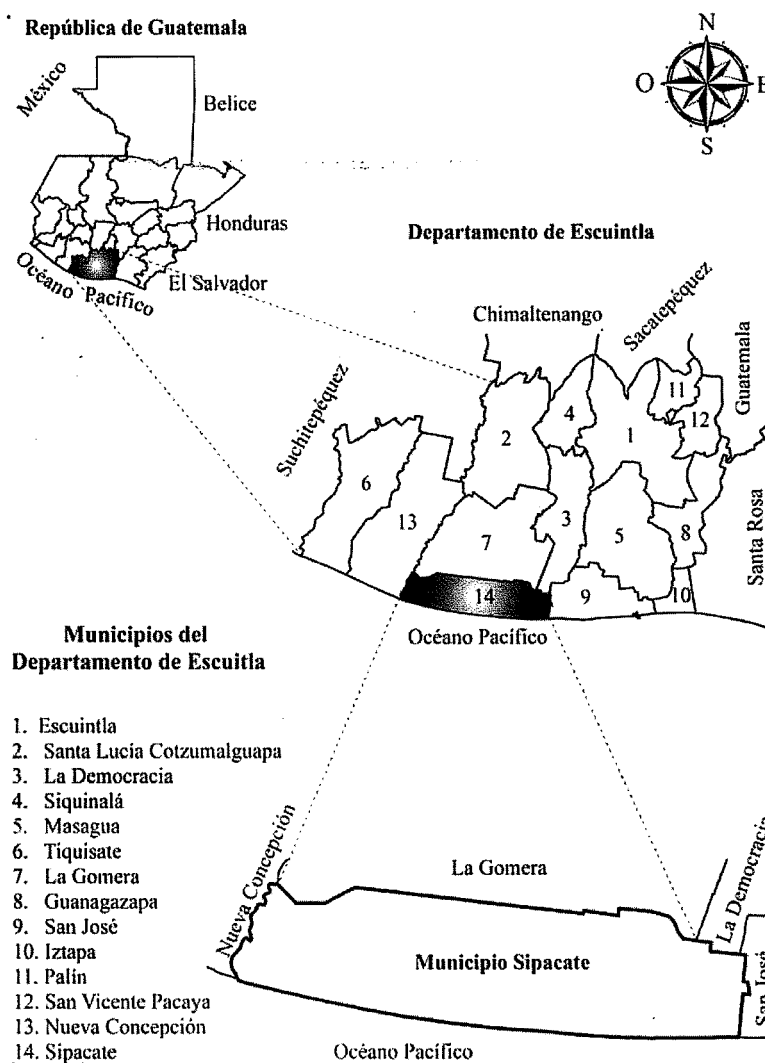 República de Guatemala
México
Belice
Honduras
El Salvador
Océano Pacífico
N
O
E
S
Departamento de Escuintla
Chimaltenango
Sacatepéquez
Guatemala
Suchitepéquez
Santa Rosa
11
12
4
1
2
6
13
7
3
5
8
14
9
10
Océano Pacífico
Municipios del
Departamento de Escuitla
1. Escuintla
2. Santa Lucía Cotzumalguapa
3. La Democracia
4. Siquinalá
5. Masagua
6. Tiquisate
7. La Gomera
8. Guanagazapa
9. San José
10. Iztapa
11. Palín
12. San Vicente Pacaya
13. Nueva Concepción
14. Sipacate
Nueva Concepción
La Gomera
La Democracia
San José
Municipio Sipacate
Océano Pacífico